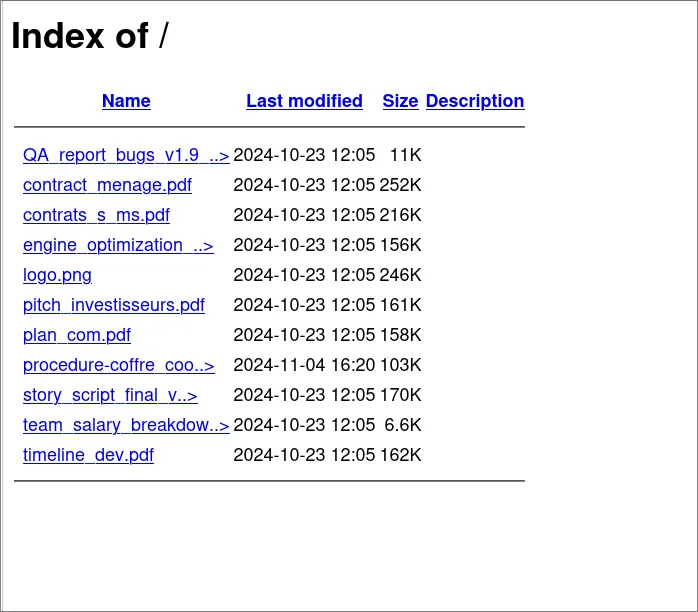 Index of /
Name Last modified Size Description
QA_report_bugs_v1.9_..> 2024-10-23 12:05 11K
contract_menage.pdf 2024-10-23 12:05 252K
contrats_s_ms.pdf 2024-10-23 12:05 216K
engine_optimization_..> 2024-10-23 12:05 156K
logo.png 2024-10-23 12:05 246K
pitch_investisseurs.pdf 2024-10-23 12:05 161K
plan_com.pdf 2024-10-23 12:05 158K
procedure-coffre_coo..> 2024-11-04 16:20 103K
story_script_final_v..> 2024-10-23 12:05 170K
team_salary_breakdow..> 2024-10-23 12:05 6.6K
timeline_dev.pdf 2024-10-23 12:05 162K